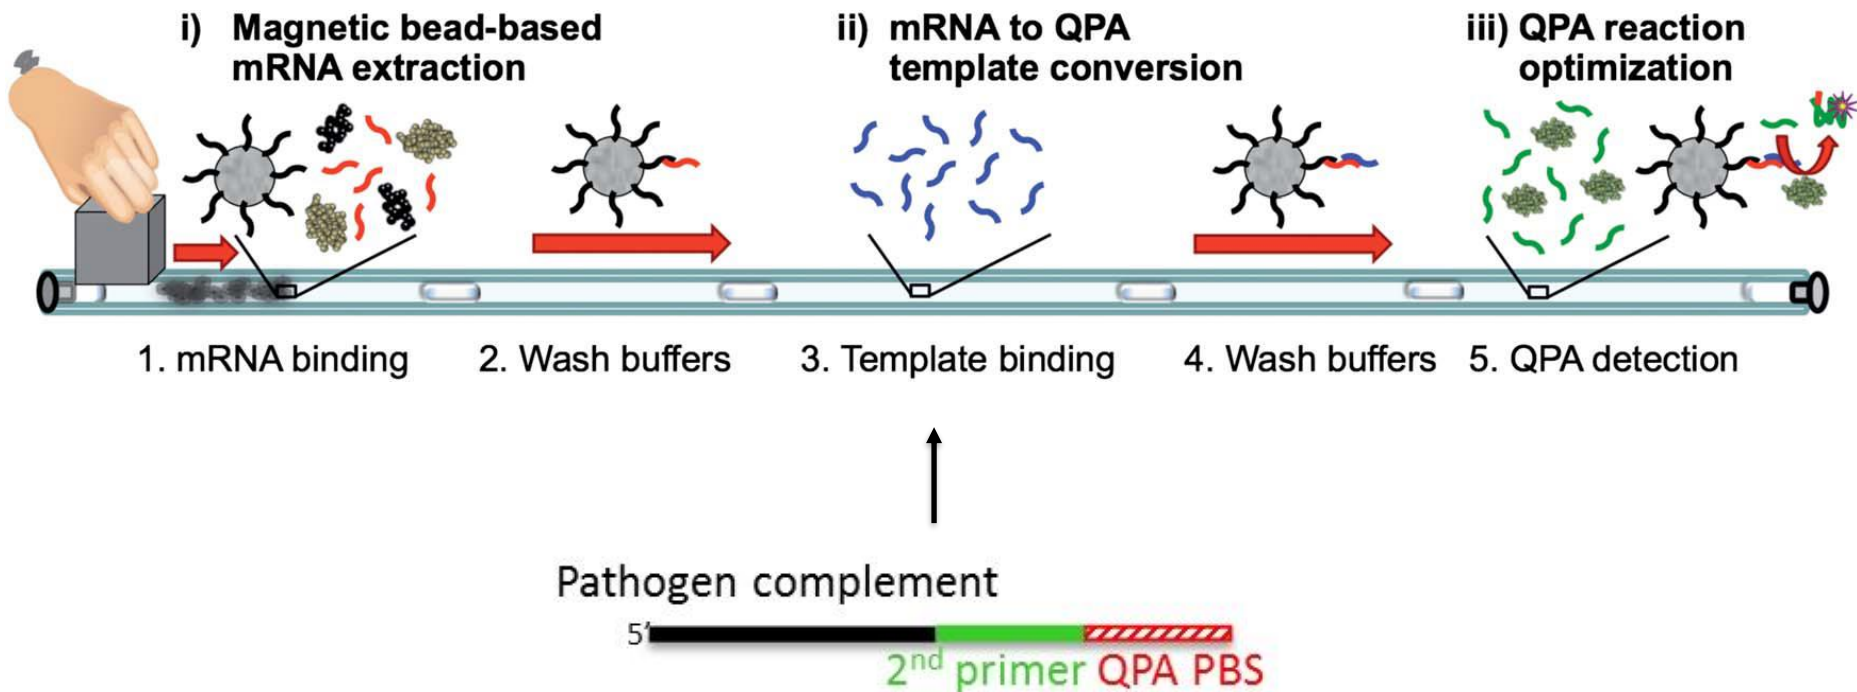 i) Magnetic bead-based
mRNA extraction
ii) mRNA to QPA
template conversion
iii) QPA reaction
optimization
1. mRNA binding
2. Wash buffers
3. Template binding
4. Wash buffers
5. QPA detection
Pathogen complement
5'
2nd primer
QPA PBS